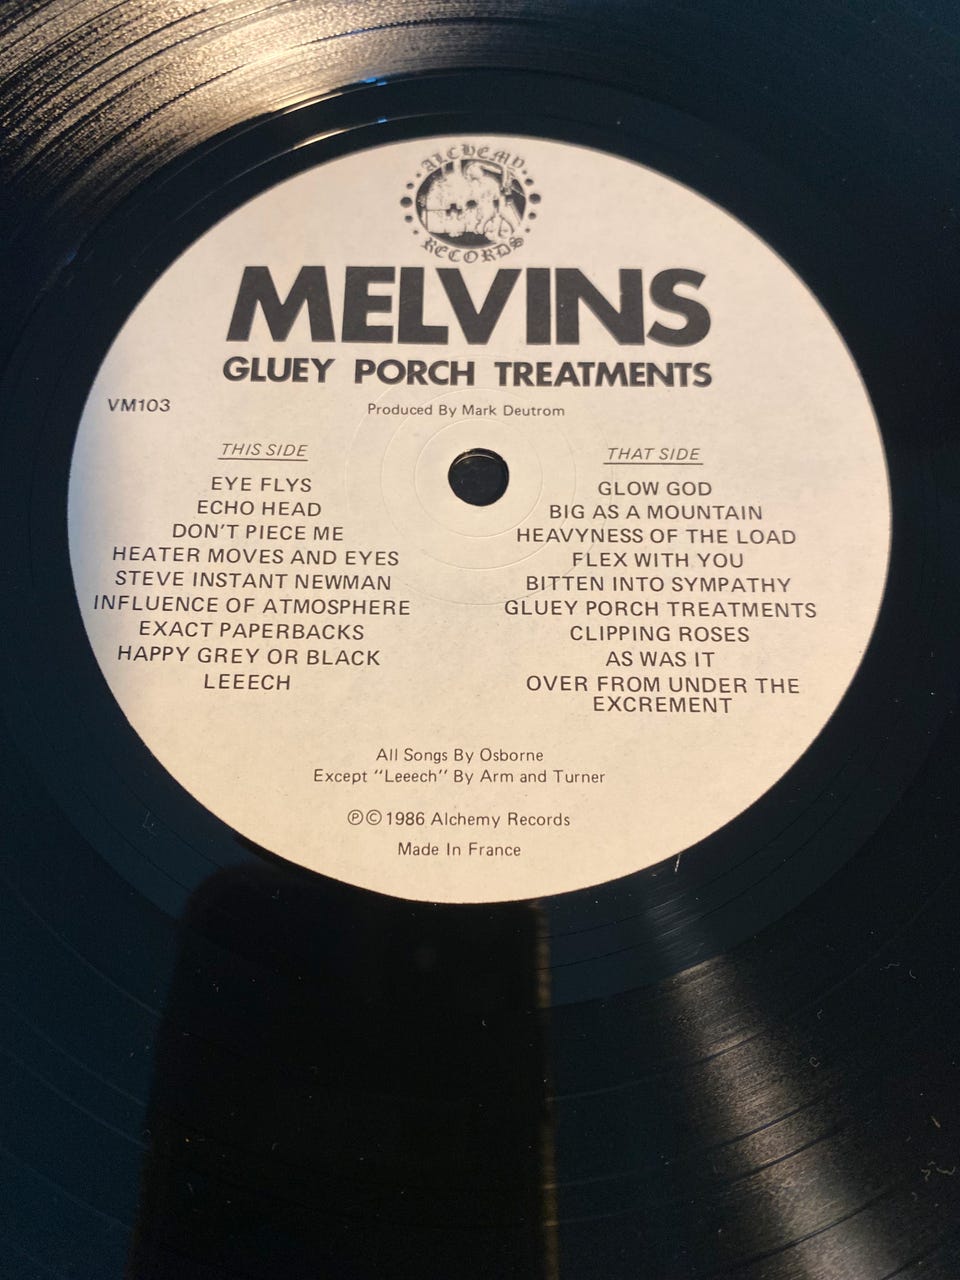 ALCHEMY
RECORDS
MELVINS
GLUEY PORCH TREATMENTS
VM103
Produced By Mark Deutrom
THIS SIDE
EYE FLYS
ECHO HEAD
DON'T PIECE ME
HEATER MOVES AND EYES
STEVE INSTANT NEWMAN
INFLUENCE OF ATMOSPHERE
EXACT PAPERBACKS
HAPPY GREY OR BLACK
LEEECH
THAT SIDE
GLOW GOD
BIG AS A MOUNTAIN
HEAVYNESS OF THE LOAD
FLEX WITH YOU
BITTEN INTO SYMPATHY
GLUEY PORCH TREATMENTS
CLIPPING ROSES
AS WAS IT
OVER FROM UNDER THE
EXCREMENT
All Songs By Osborne
Except "Leeech" By Arm and Turner
℗©1986 Alchemy Records
Made In France